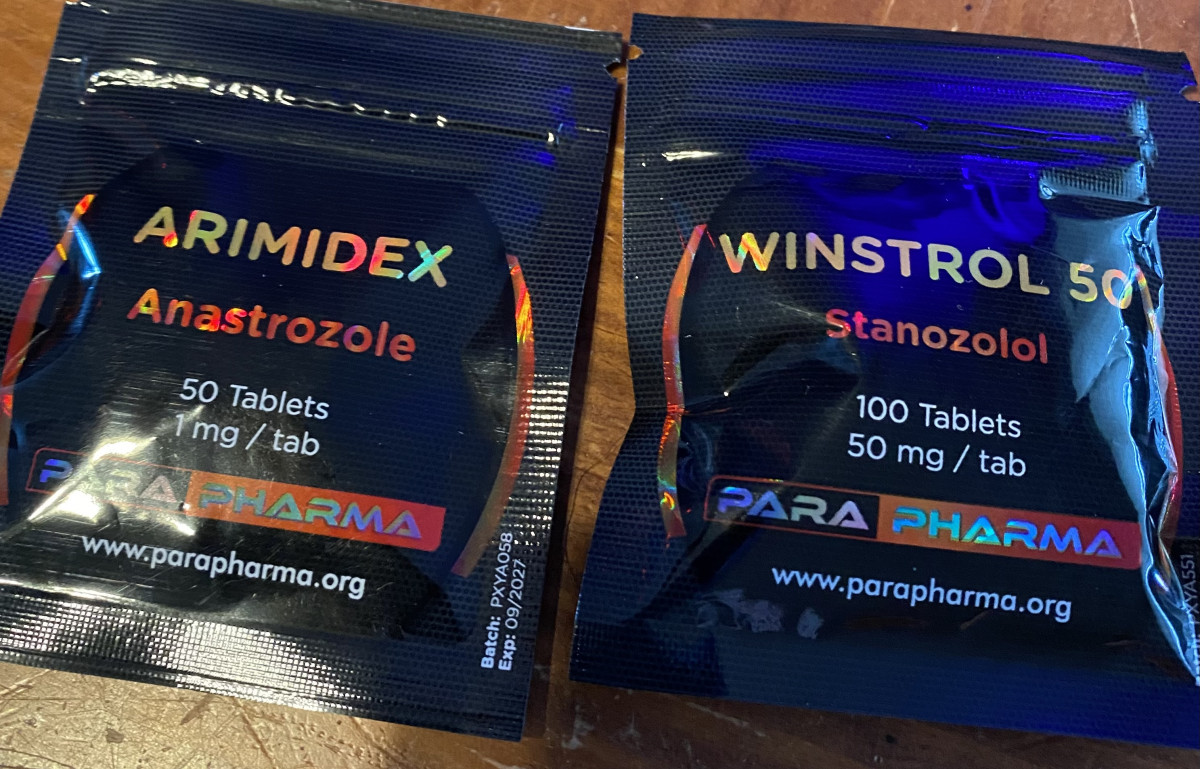 ARIMIDEX
Anastrozole
50 Tablets
1 mg / tab
PARA PHARMA
www.parapharma.org
Batch: PXYA058
Exp: 09/2027
WINSTROL 50
Stanozolol
100 Tablets
50 mg / tab
PARA PHARMA
www.parapharma.org